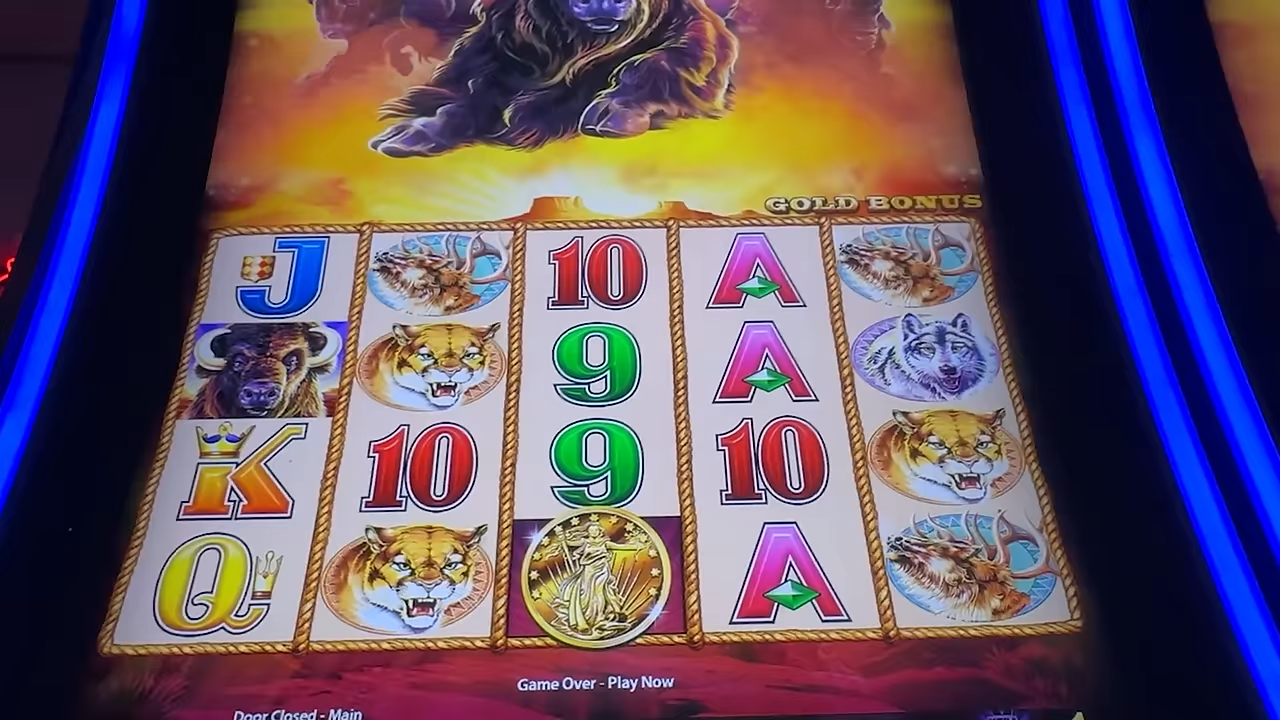 GOLD BONUS
J 10 A
9 A
K 10 9 10
Q A
Game Over - Play Now
Door Closed - Main